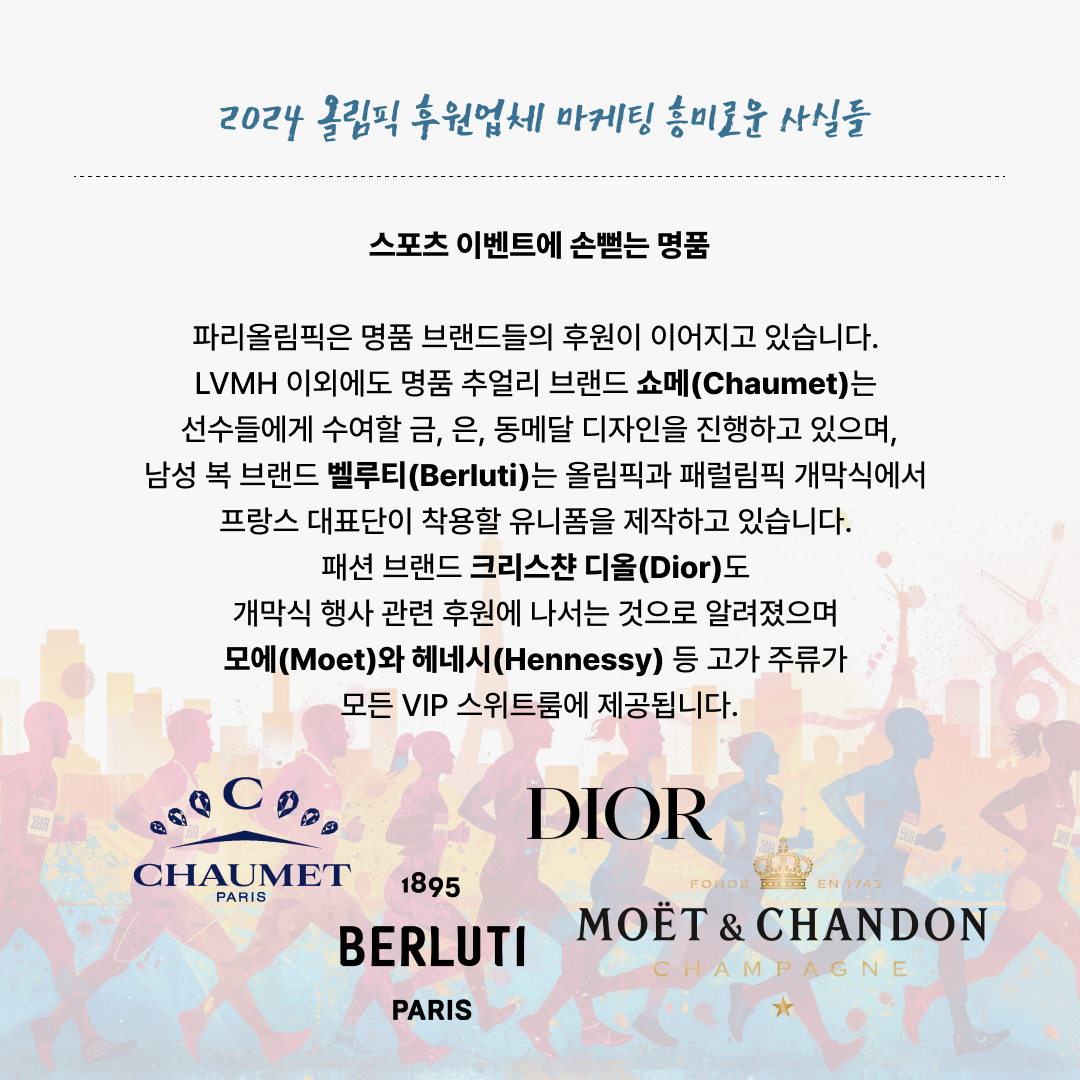 2024 올림픽 후원업체 마케팅 흥미로운 사실들
스포츠 이벤트에 손뻗는 명품
파리올림픽은 명품 브랜드들의 후원이 이어지고 있습니다.
LVMH 이외에도 명품 추얼리 브랜드 쇼메(Chaumet)는
선수들에게 수여할 금, 은, 동메달 디자인을 진행하고 있으며,
남성 복 브랜드 벨루티(Berluti)는 올림픽과 패럴림픽 개막식에서
프랑스 대표단이 착용할 유니폼을 제작하고 있습니다.
패션 브랜드 크리스챤 디올(Dior)도
개막식 행사 관련 후원에 나서는 것으로 알려졌으며
모에(Moet)와 헤네시(Hennessy) 등 고가 주류가
모든 VIP 스위트룸에 제공됩니다.
C
CHAUMET
PARIS
DIOR
1895
BERLUTI
PARIS
FONDÉ EN 1743
MOËT & CHANDON
CHAMPAGNE